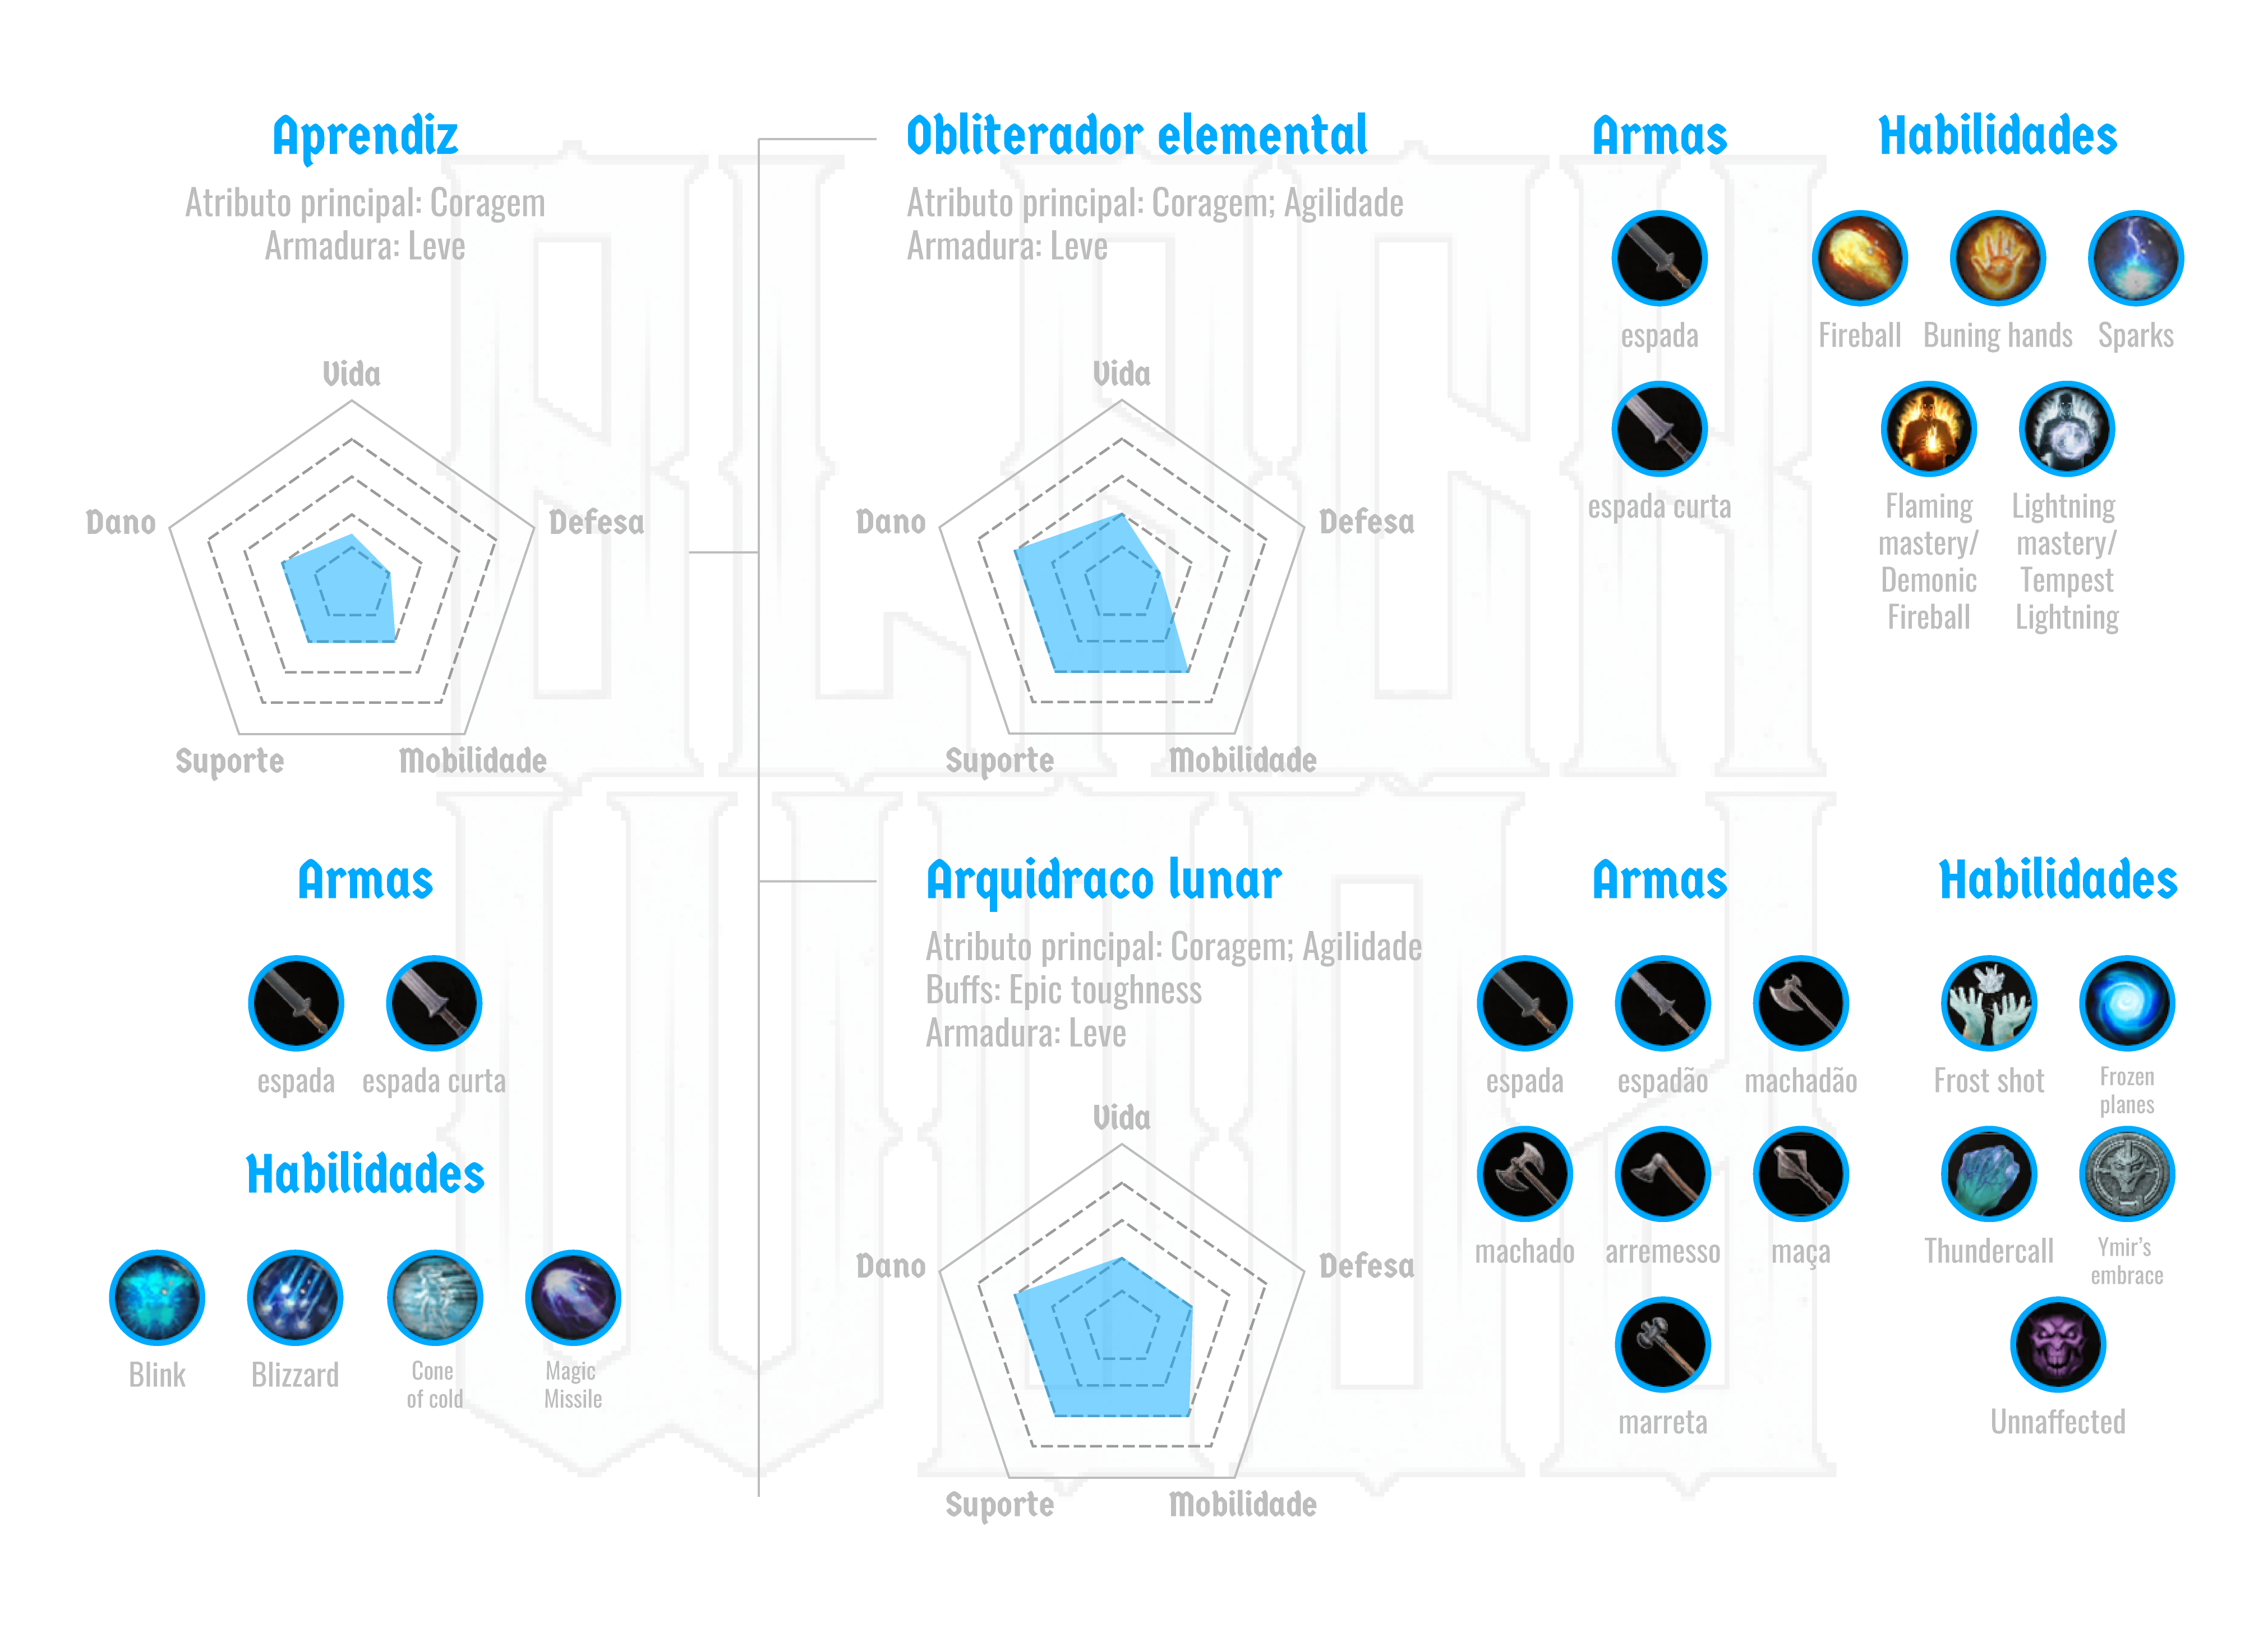 Aprendiz
Atributo principal: Coragem
Armadura: Leve
Vida
Dano
Defesa
Suporte
Mobilidade
Armas
espada
espada curta
Habilidades
Blink
Blizzard
Cone
of cold
Magic
Missile
Obliterador elemental
Atributo principal: Coragem; Agilidade
Armadura: Leve
Vida
Dano
Defesa
Suporte
Mobilidade
Armas
espada
espada curta
Habilidades
Fireball
Buning hands
Sparks
Flaming
mastery/
Demonic
Fireball
Lightning
mastery/
Tempest
Lightning
Arquidraco lunar
Atributo principal: Coragem; Agilidade
Buffs: Epic toughness
Armadura: Leve
Vida
Dano
Defesa
Suporte
Mobilidade
Armas
espada
espadão
machadão
machado
arremesso
maça
marreta
Habilidades
Frost shot
Frozen
planes
Thundercall
Ymir's
embrace
Unnaffected